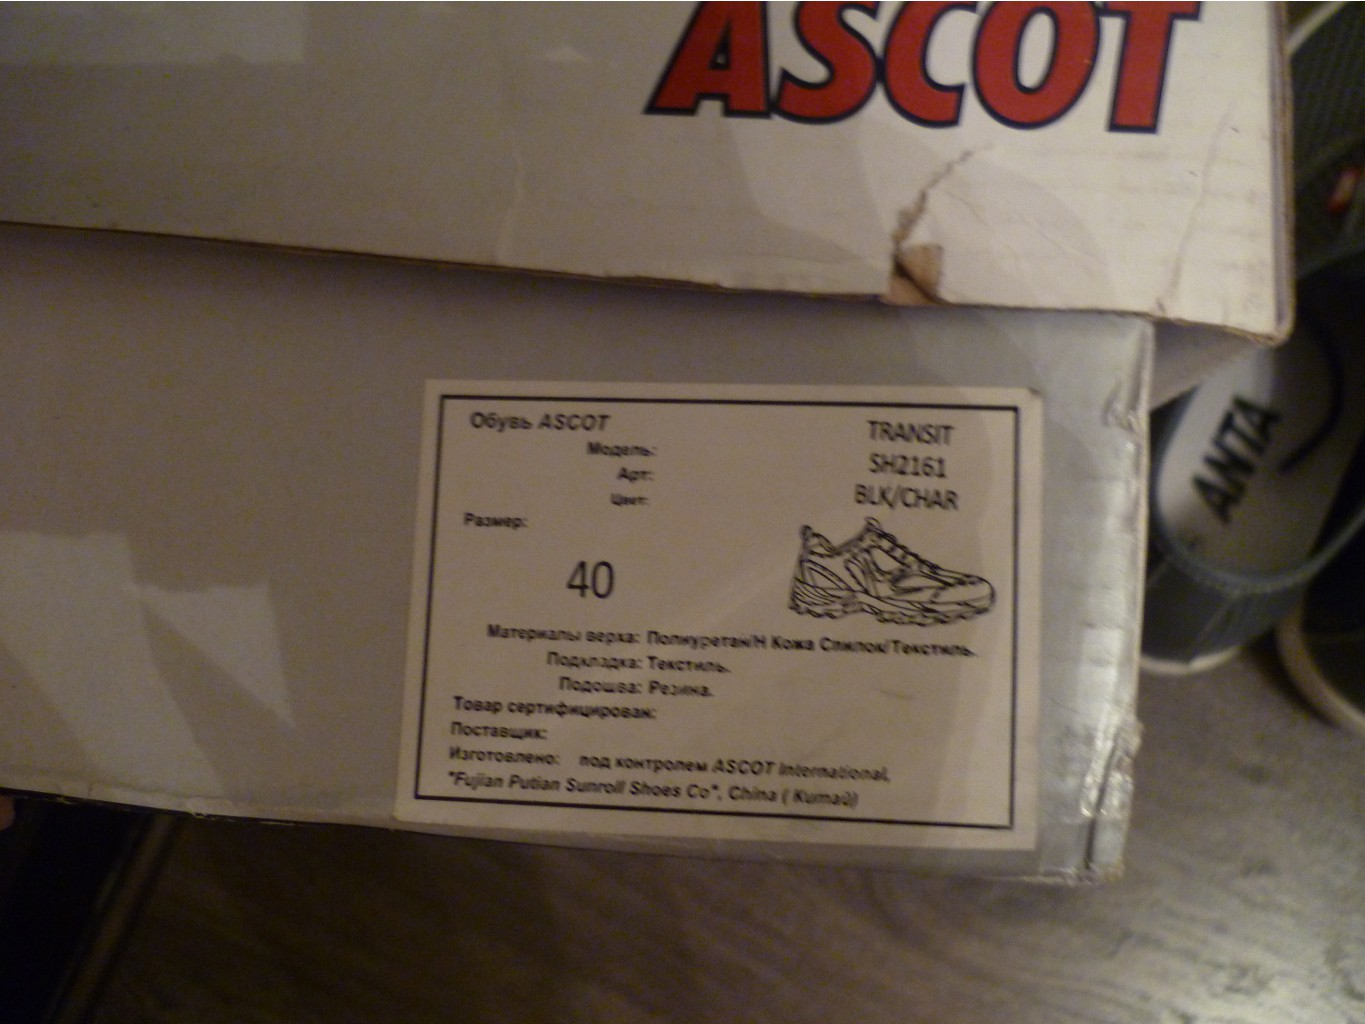 ASCOT
Обувь ASCOT
Модель: TRANSIT
Арт: SH2161
Цвет: BLK/CHAR
Размер:
40
Материалы верха: Полиуретан/Н Кожа Спилок/Текстиль.
Подкладка: Текстиль.
Подошва: Резина.
Товар сертифицирован:
Поставщик:
Изготовлено: под контролем ASCOT International,
"Fujian Putian Sunroll Shoes Co", China ( Китай)
ANTA